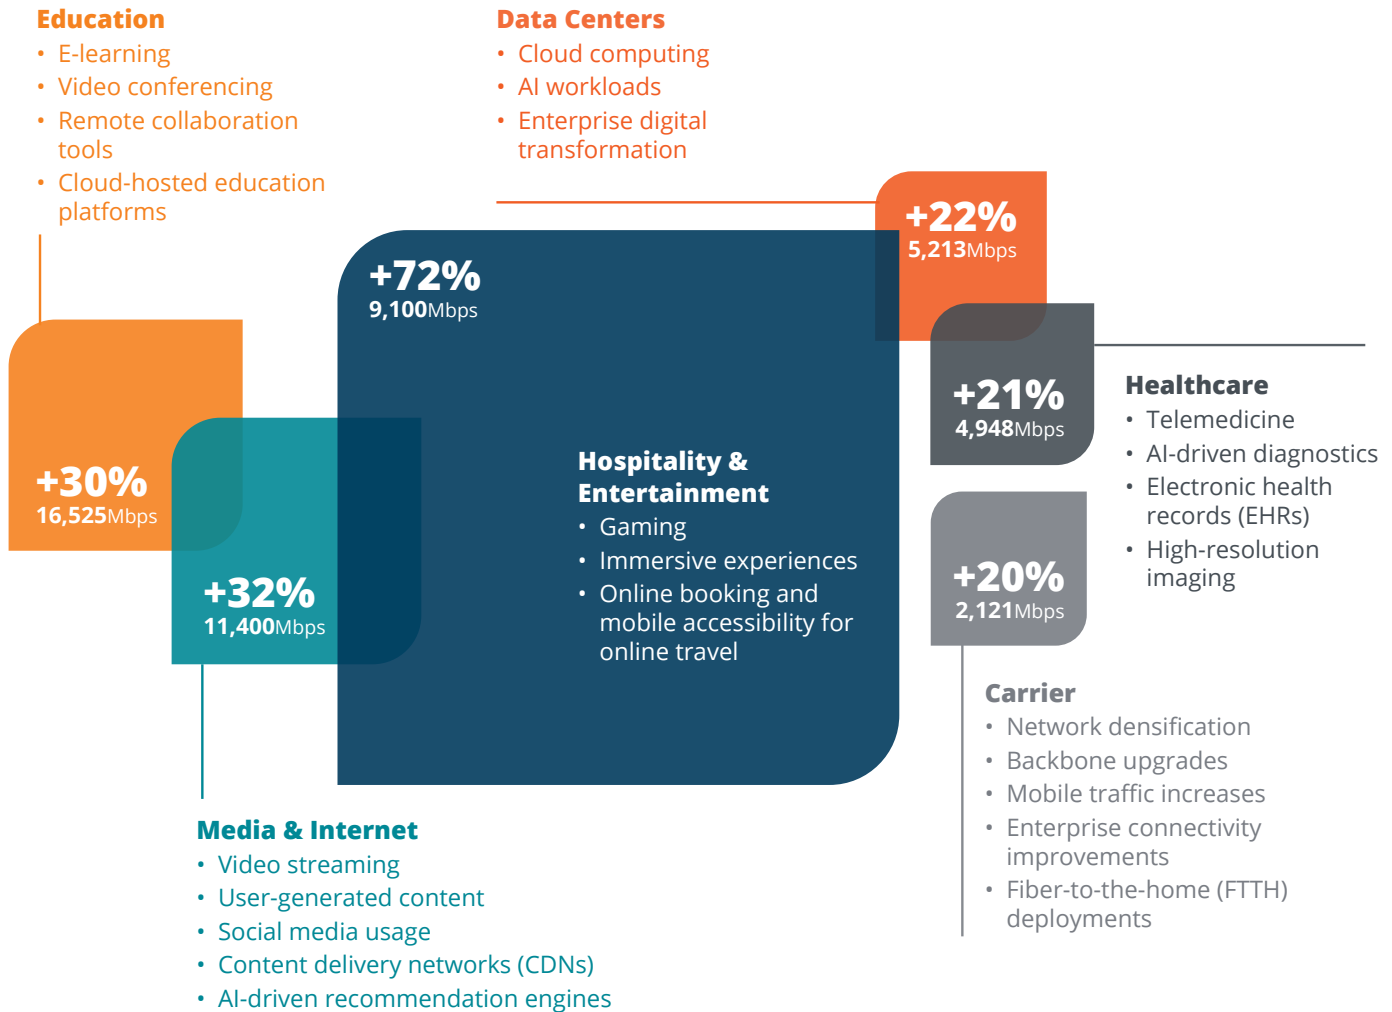 Education
• E-learning
• Video conferencing
• Remote collaboration
tools
• Cloud-hosted education
platforms
+30%
16,525Mbps
Data Centers
• Cloud computing
• AI workloads
• Enterprise digital
transformation
+22%
5,213Mbps
+72%
9,100Mbps
Hospitality &
Entertainment
• Gaming
• Immersive experiences
• Online booking and
mobile accessibility for
online travel
+21%
4,948Mbps
Healthcare
• Telemedicine
• AI-driven diagnostics
• Electronic health
records (EHRs)
• High-resolution
imaging
+32%
11,400Mbps
Media & Internet
• Video streaming
• User-generated content
• Social media usage
• Content delivery networks (CDNs)
• AI-driven recommendation engines
+20%
2,121Mbps
Carrier
• Network densification
• Backbone upgrades
• Mobile traffic increases
• Enterprise connectivity
improvements
• Fiber-to-the-home (FTTH)
deployments